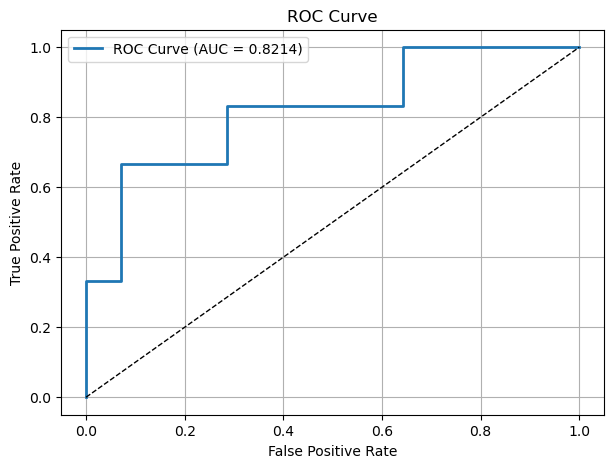 ROC Curve
ROC Curve (AUC = 0.8214)
1.0
0.8
0.6
0.4
0.2
0.0
True Positive Rate
0.0 0.2 0.4 0.6 0.8 1.0
False Positive Rate